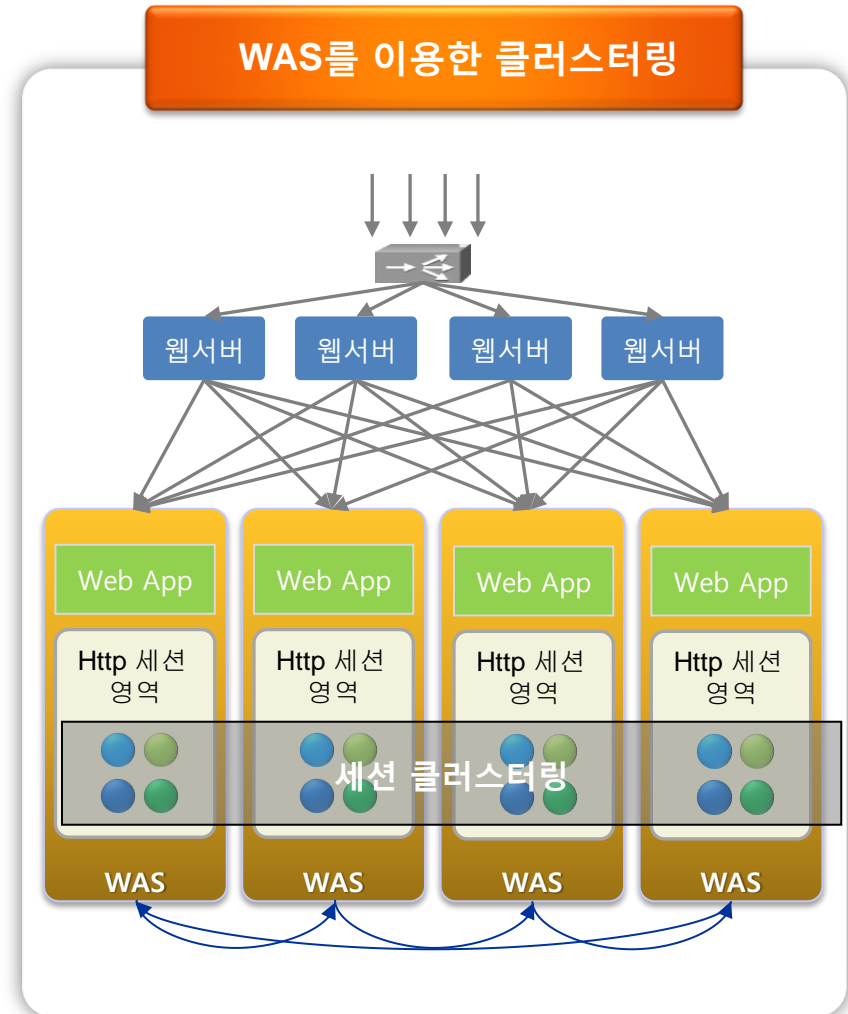 WAS를 이용한 클러스터링
웹서버 웹서버 웹서버 웹서버
Web App Web App Web App Web App
Http 세션 Http 세션 Http 세션 Http 세션
영역 영역 영역 영역
세션 클러스터링
WAS WAS WAS WAS